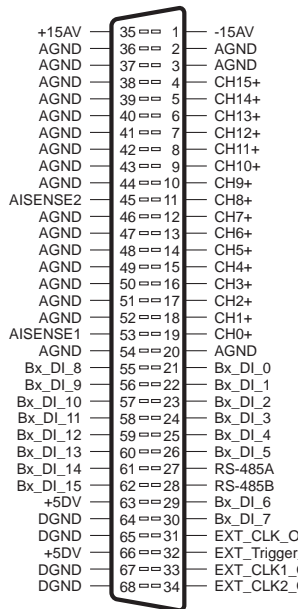 +15AV 35 1 -15AV
AGND 36 2 AGND
AGND 37 3 AGND
AGND 38 4 CH15+
AGND 39 5 CH14+
AGND 40 6 CH13+
AGND 41 7 CH12+
AGND 42 8 CH11+
AGND 43 9 CH10+
AGND 44 10 CH9+
AISENSE2 45 11 CH8+
AGND 46 12 CH7+
AGND 47 13 CH6+
AGND 48 14 CH5+
AGND 49 15 CH4+
AGND 50 16 CH3+
AGND 51 17 CH2+
AGND 52 18 CH1+
AISENSE1 53 19 CH0+
AGND 54 20 AGND
Bx_DI_8 55 21 Bx_DI_0
Bx_DI_9 56 22 Bx_DI_1
Bx_DI_10 57 23 Bx_DI_2
Bx_DI_11 58 24 Bx_DI_3
Bx_DI_12 59 25 Bx_DI_4
Bx_DI_13 60 26 Bx_DI_5
Bx_DI_14 61 27 RS-485A
Bx_DI_15 62 28 RS-485B
+5DV 63 29 Bx_DI_6
DGND 64 30 Bx_DI_7
DGND 65 31 EXT_CLK_O
+5DV 66 32 EXT_Trigger_
DGND 67 33 EXT_CLK1_
DGND 68 34 EXT_CLK2_